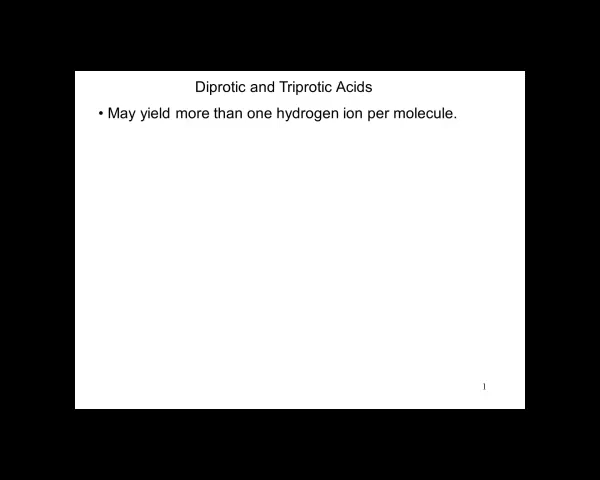 Diprotic and Triprotic Acids
• May yield more than one hydrogen ion per molecule.
1